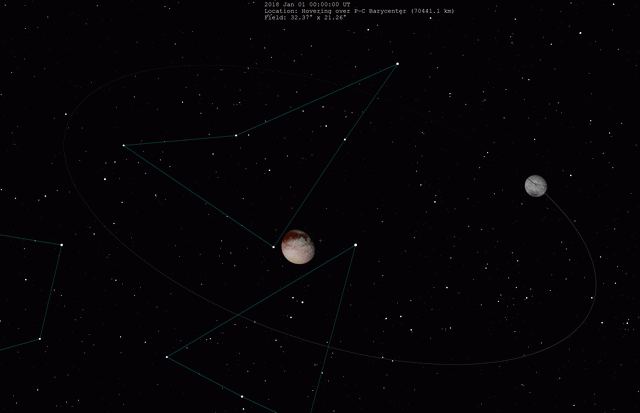 2018 Jan 01 00:00:00 UT
Location: Hovering over P-C Barycenter (70441.1 km)
Field: 32.37° x 21.26°